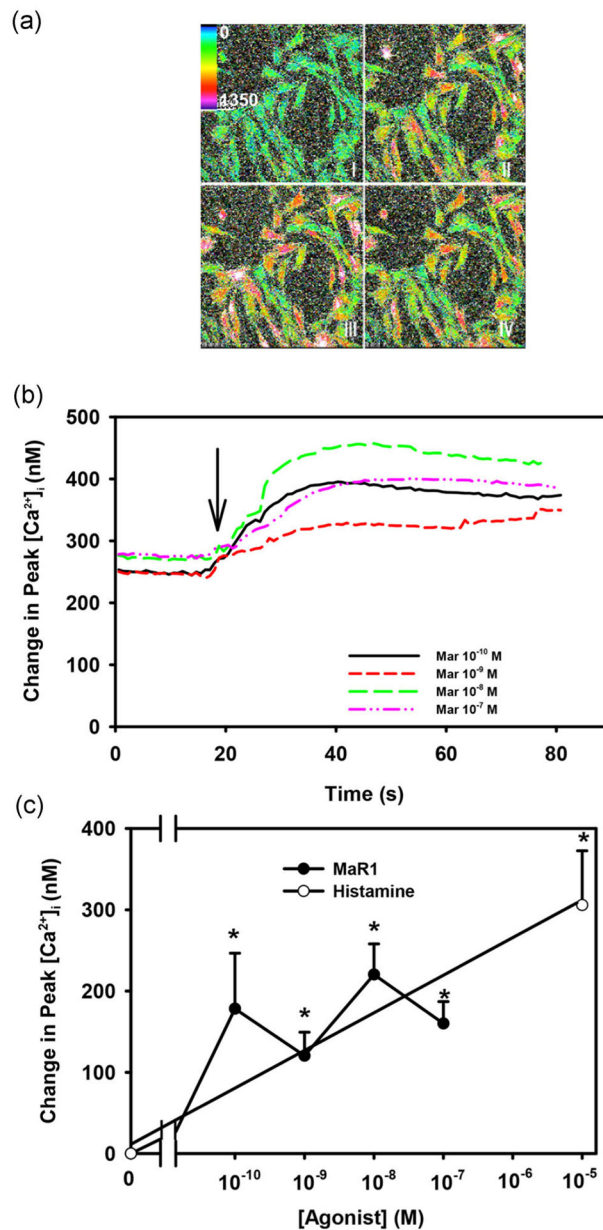 (a)
0
1350
I
II
III
IV
(b)
Change in Peak [Ca²⁺]ᵢ (nM)
500
400
300
200
100
0
Mar 10⁻¹⁰ M
Mar 10⁻⁹ M
Mar 10⁻⁸ M
Mar 10⁻⁷ M
0 20 40 60 80
Time (s)
(c)
Change in Peak [Ca²⁺]ᵢ (nM)
400
300
200
100
0
MaR1
Histamine
* * * * *
0 10⁻¹⁰ 10⁻⁹ 10⁻⁸ 10⁻⁷ 10⁻⁶ 10⁻⁵
[Agonist] (M)